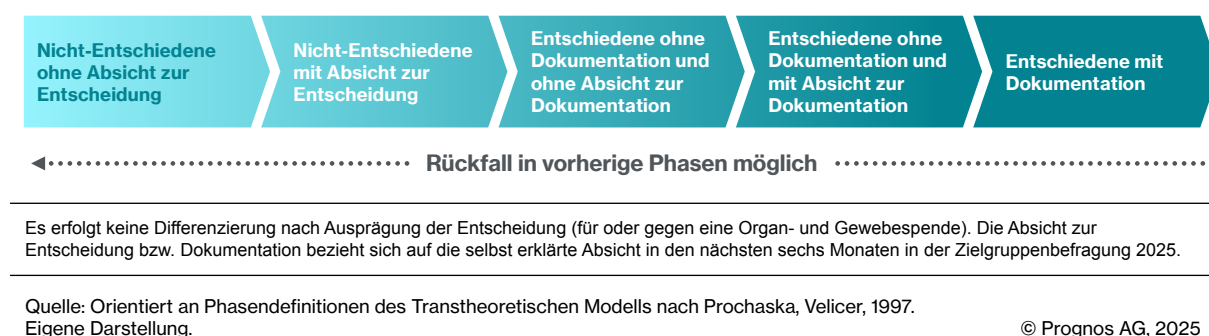 Nicht-Entschiedene
ohne Absicht zur
Entscheidung
Nicht-Entschiedene
mit Absicht zur
Entscheidung
Entschiedene ohne
Dokumentation und
ohne Absicht zur
Dokumentation
Entschiedene ohne
Dokumentation und
mit Absicht zur
Dokumentation
Entschiedene mit
Dokumentation
Rückfall in vorherige Phasen möglich
Es erfolgt keine Differenzierung nach Ausprägung der Entscheidung (für oder gegen eine Organ- und Gewebespende). Die Absicht zur
Entscheidung bzw. Dokumentation bezieht sich auf die selbst erklärte Absicht in den nächsten sechs Monaten in der Zielgruppenbefragung 2025.
Quelle: Orientiert an Phasendefinitionen des Transtheoretischen Modells nach Prochaska, Velicer, 1997.
Eigene Darstellung.
© Prognos AG, 2025